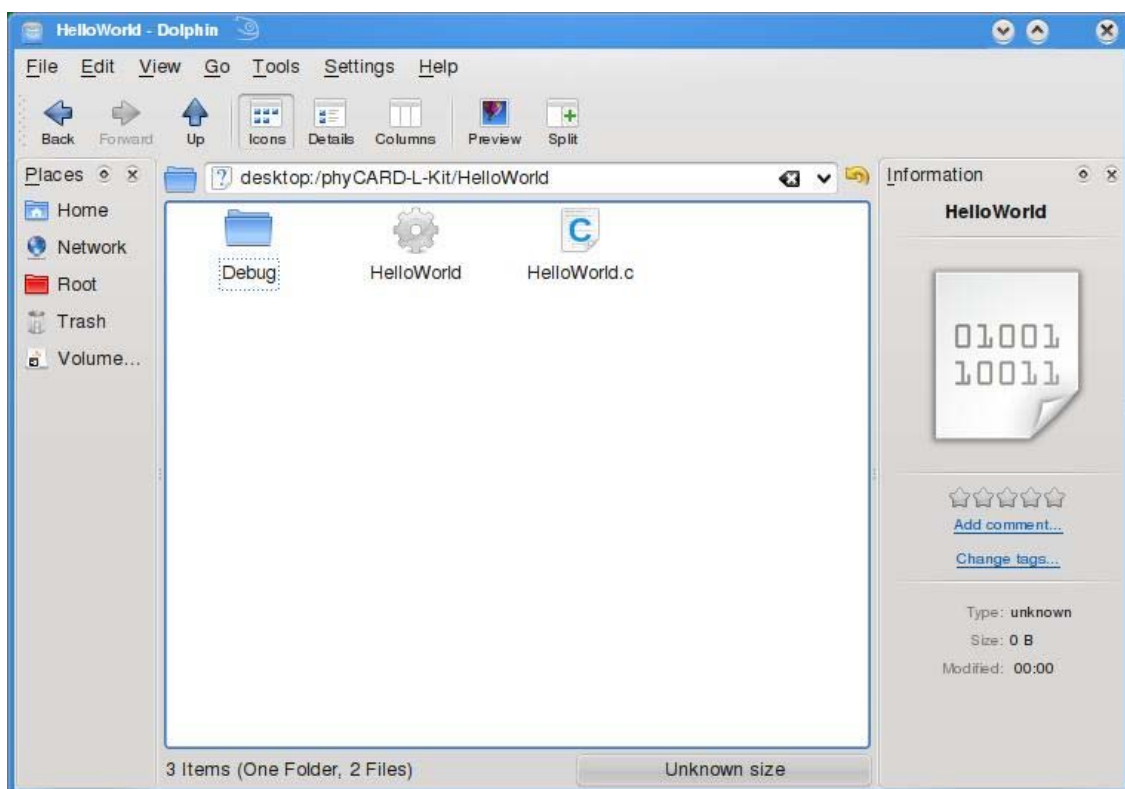 HelloWorld - Dolphin
File Edit View Go Tools Settings Help
Back Forward Up Icons Details Columns Preview Split
Places
Home
Network
Root
Trash
Volume...
desktop:/phyCARD-L-Kit/HelloWorld
Debug HelloWorld HelloWorld.c
3 Items (One Folder, 2 Files) Unknown size
Information
HelloWorld
01001
10011
Add comment...
Change tags...
Type: unknown
Size: 0 B
Modified: 00:00